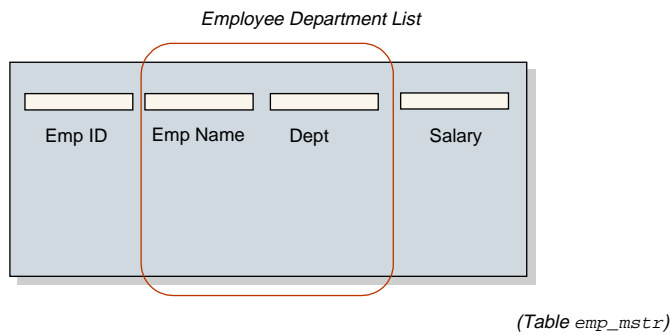 Employee Department List
Emp ID Emp Name Dept Salary
(Table emp_mstr)